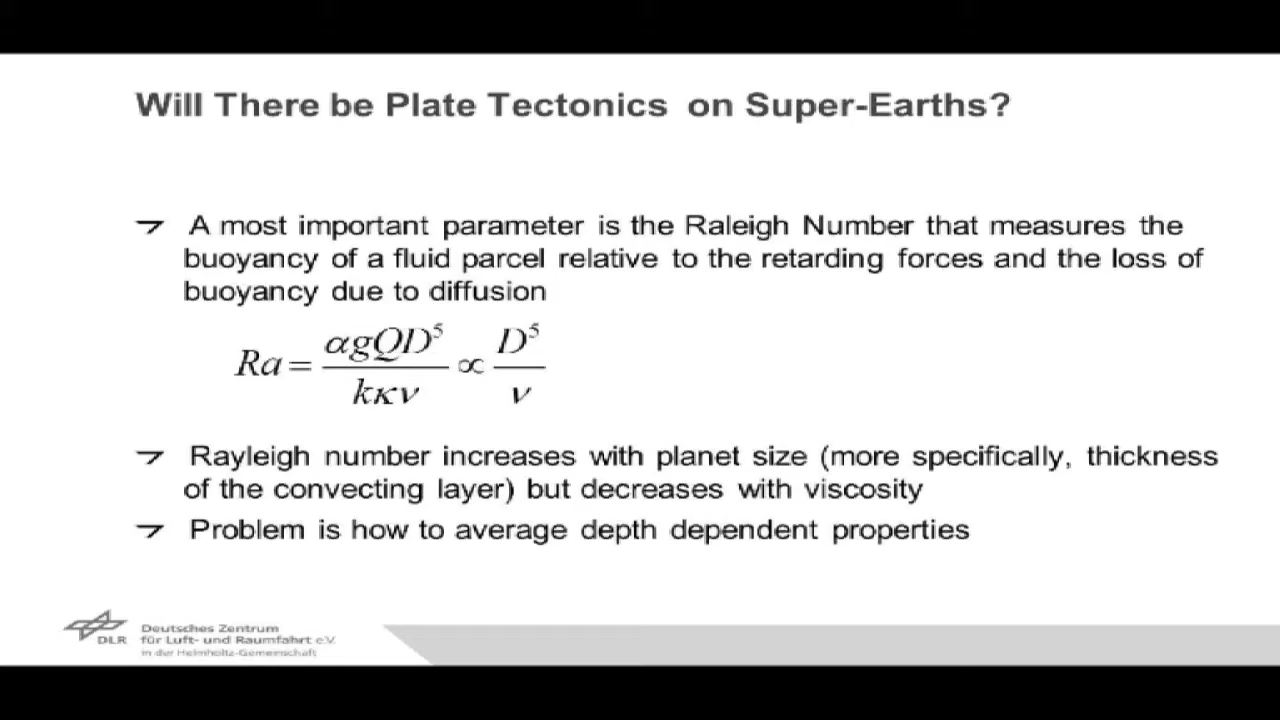 Will There be Plate Tectonics on Super-Earths?
A most important parameter is the Raleigh Number that measures the
buoyancy of a fluid parcel relative to the retarding forces and the loss of
buoyancy due to diffusion
Ra = αgQD⁵ / kκν ∝ D⁵ / ν
Rayleigh number increases with planet size (more specifically, thickness
of the convecting layer) but decreases with viscosity
Problem is how to average depth dependent properties
DLR
Deutsches Zentrum
für Luft- und Raumfahrt e.V.
in der Helmholtz-Gemeinschaft